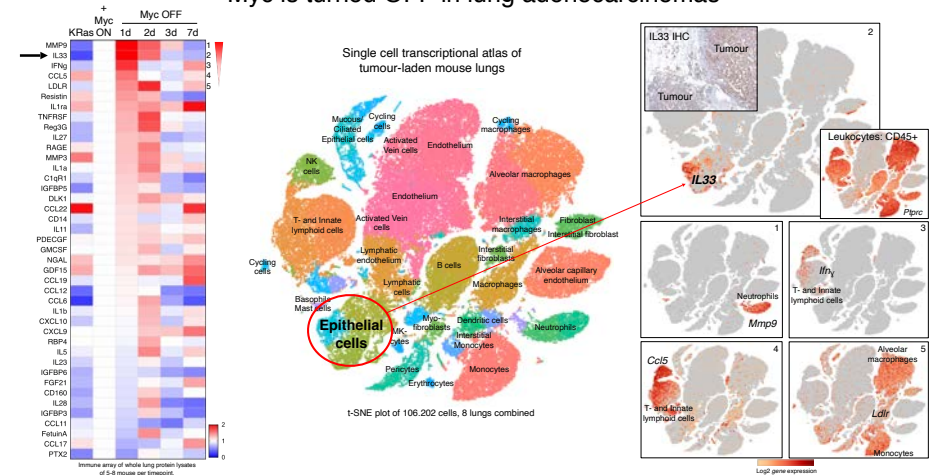 Myc is turned OFF in lung adenocarcinomas
+
Myc
KRas ON
Myc OFF
1d 2d 3d 7d
MMP9
IL33
IFNg
CCL5
LDLR
Resistin
IL1ra
TNFRSF
Reg3G
IL27
RAGE
MMP3
IL1a
C1qR1
IGFBP5
DLK1
CCL22
CD14
IL11
PDECGF
GMCSF
NGAL
GDF15
CCL19
CCL12
CCL6
IL1b
CXCL10
CXCL9
RBP4
IL5
IL23
IGFBP6
FGF21
CD160
IL28
IGFBP3
CCL11
FetuinA
CCL17
PTX2
1
2
3
4
5
2
1
0
Immune array of whole lung protein lysates
of 5-8 mouse per timepoint.
Single cell transcriptional atlas of
tumour-laden mouse lungs
Mucous/
Ciliated
Epithelial cells
Cycling
cells
Activated
Vein cells
Endothelium
Cycling
macrophages
NK
cells
Alveolar macrophages
Endothelium
T- and Innate
lymphoid cells
Activated Vein
cells
Interstitial
macrophages
Fibroblast
Interstitial fibroblast
Lymphatic
endothelium
Interstitial
fibroblasts
Cycling
cells
B cells
Alveolar capillary
endothelium
Lymphatic
cells
Macrophages
Basophils
Mast cells
Epithelial
cells
MK-
cytes
Myo-
fibroblasts
Dendritic cells
Neutrophils
Interstitial
Monocytes
Pericytes
Monocytes
Erythrocytes
t-SNE plot of 106.202 cells, 8 lungs combined
IL33 IHC
Tumour
Tumour
2
IL33
Leukocytes: CD45+
Ptprc
1
Neutrophils
Mmp9
3
Ifnγ
T- and Innate
lymphoid cells
4
Ccl5
T- and Innate
lymphoid cells
5
Alveolar
macrophages
Ldlr
Monocytes
Log2 gene expression